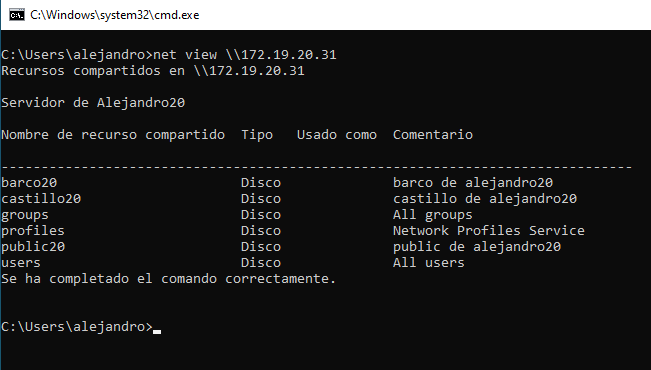 C:\Windows\system32\cmd.exe
C:\Users\alejandro>net view \\172.19.20.31
Recursos compartidos en \\172.19.20.31
Servidor de Alejandro20
Nombre de recurso compartido  Tipo   Usado como  Comentario
-------------------------------------------------------------------------------
barco20                       Disco              barco de alejandro20
castillo20                    Disco              castillo de alejandro20
groups                        Disco              All groups
profiles                      Disco              Network Profiles Service
public20                      Disco              public de alejandro20
users                         Disco              All users
Se ha completado el comando correctamente.
C:\Users\alejandro>